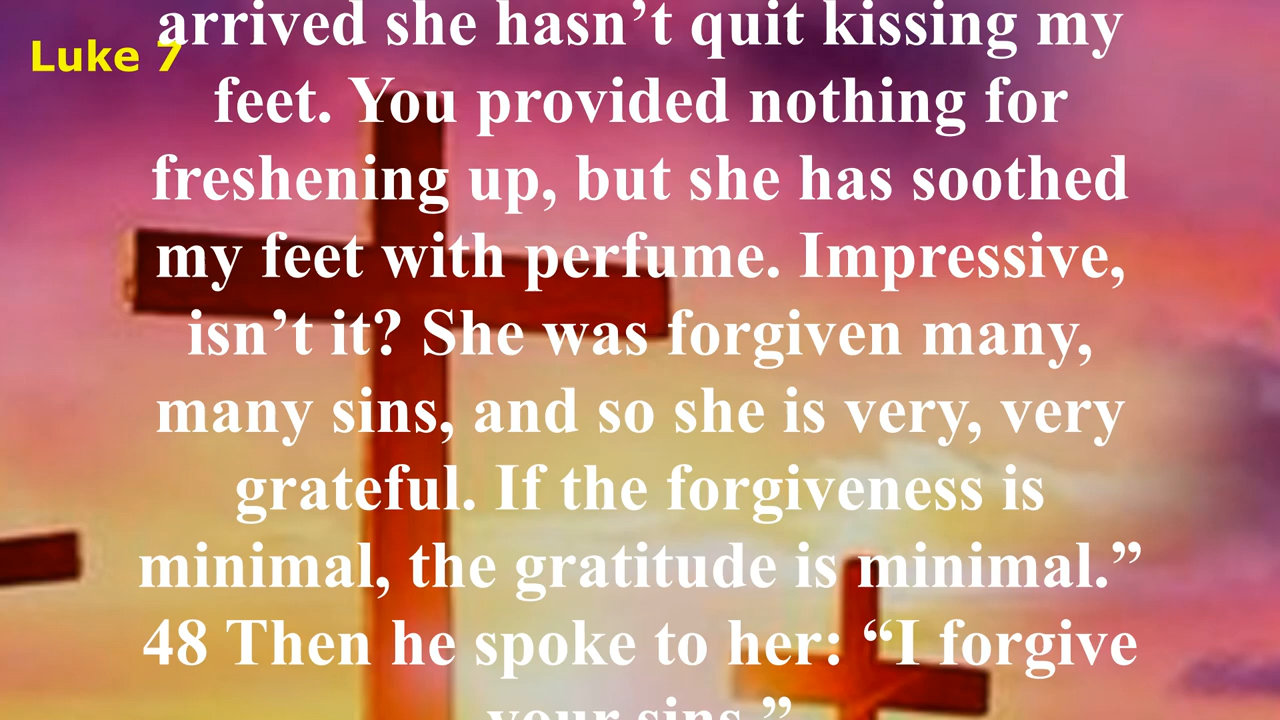 Luke 7
arrived she hasn’t quit kissing my
feet. You provided nothing for
freshening up, but she has soothed
my feet with perfume. Impressive,
isn’t it? She was forgiven many,
many sins, and so she is very, very
grateful. If the forgiveness is
minimal, the gratitude is minimal.”
48 Then he spoke to her: “I forgive
your sins.”